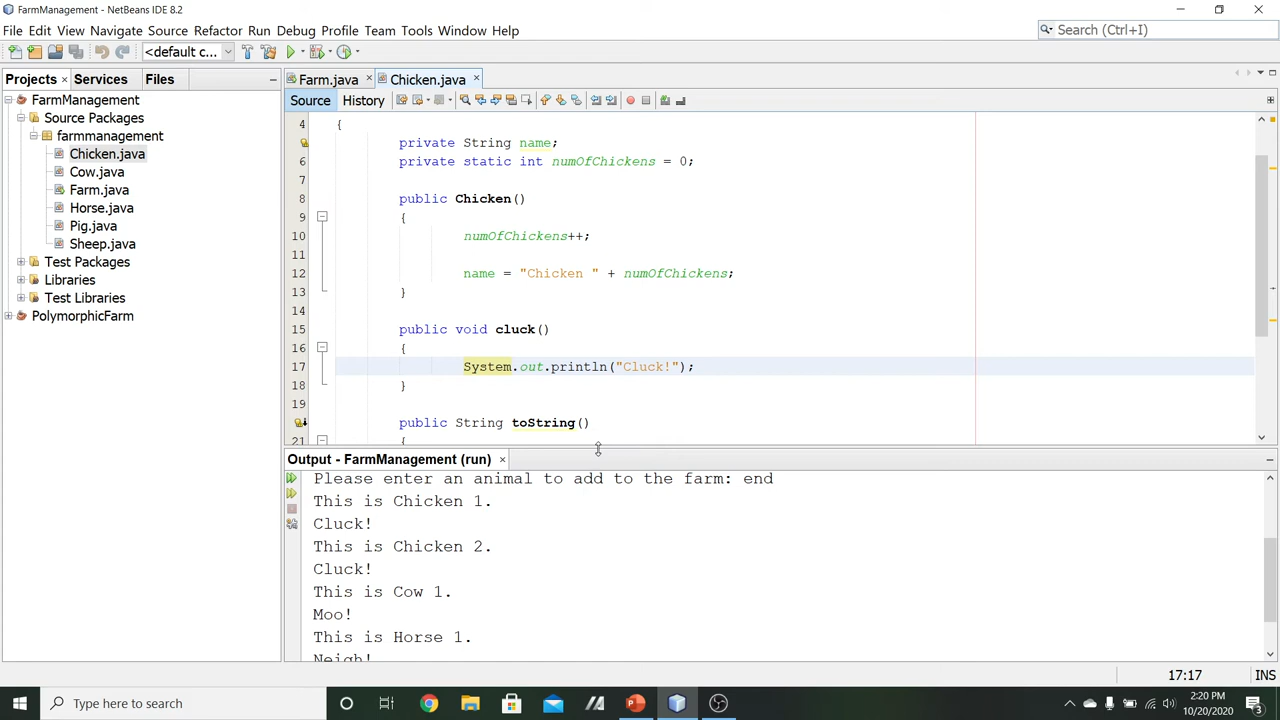 FarmManagement - NetBeans IDE 8.2
File Edit View Navigate Source Refactor Run Debug Profile Team Tools Window Help
Search (Ctrl+I)
<default c...
Projects Services Files
FarmManagement
Source Packages
farmmanagement
Chicken.java
Cow.java
Farm.java
Horse.java
Pig.java
Sheep.java
Test Packages
Libraries
Test Libraries
PolymorphicFarm
Farm.java Chicken.java
Source History
4 {
private String name;
6 private static int numOfChickens = 0;
7
8 public Chicken()
9 {
10 numOfChickens++;
11
12 name = "Chicken " + numOfChickens;
13 }
14
15 public void cluck()
16 {
17 System.out.println("Cluck!");
18 }
19
public String toString()
21 {
Output - FarmManagement (run)
Please enter an animal to add to the farm: end
This is Chicken 1.
Cluck!
This is Chicken 2.
Cluck!
This is Cow 1.
Moo!
This is Horse 1.
Neigh!
17:17 INS
Type here to search
2:20 PM
10/20/2020
3